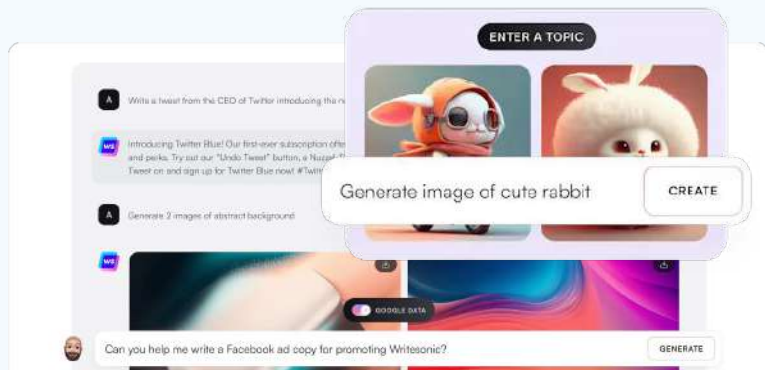 ENTER A TOPIC
A
Write a tweet from the CEO of Twitter introducing the
WS
Introducing Twitter Blue! Our first-ever subscription
and perks. Try out our "Undo Tweet" button, a
Tweet on and sign up for Twitter Blue now!
Generate image of cute rabbit
CREATE
A
Generate 2 images of abstract background
WS
GOOGLE DATA
Can you help me write a Facebook ad copy for promoting Writesonic?
GENERATE